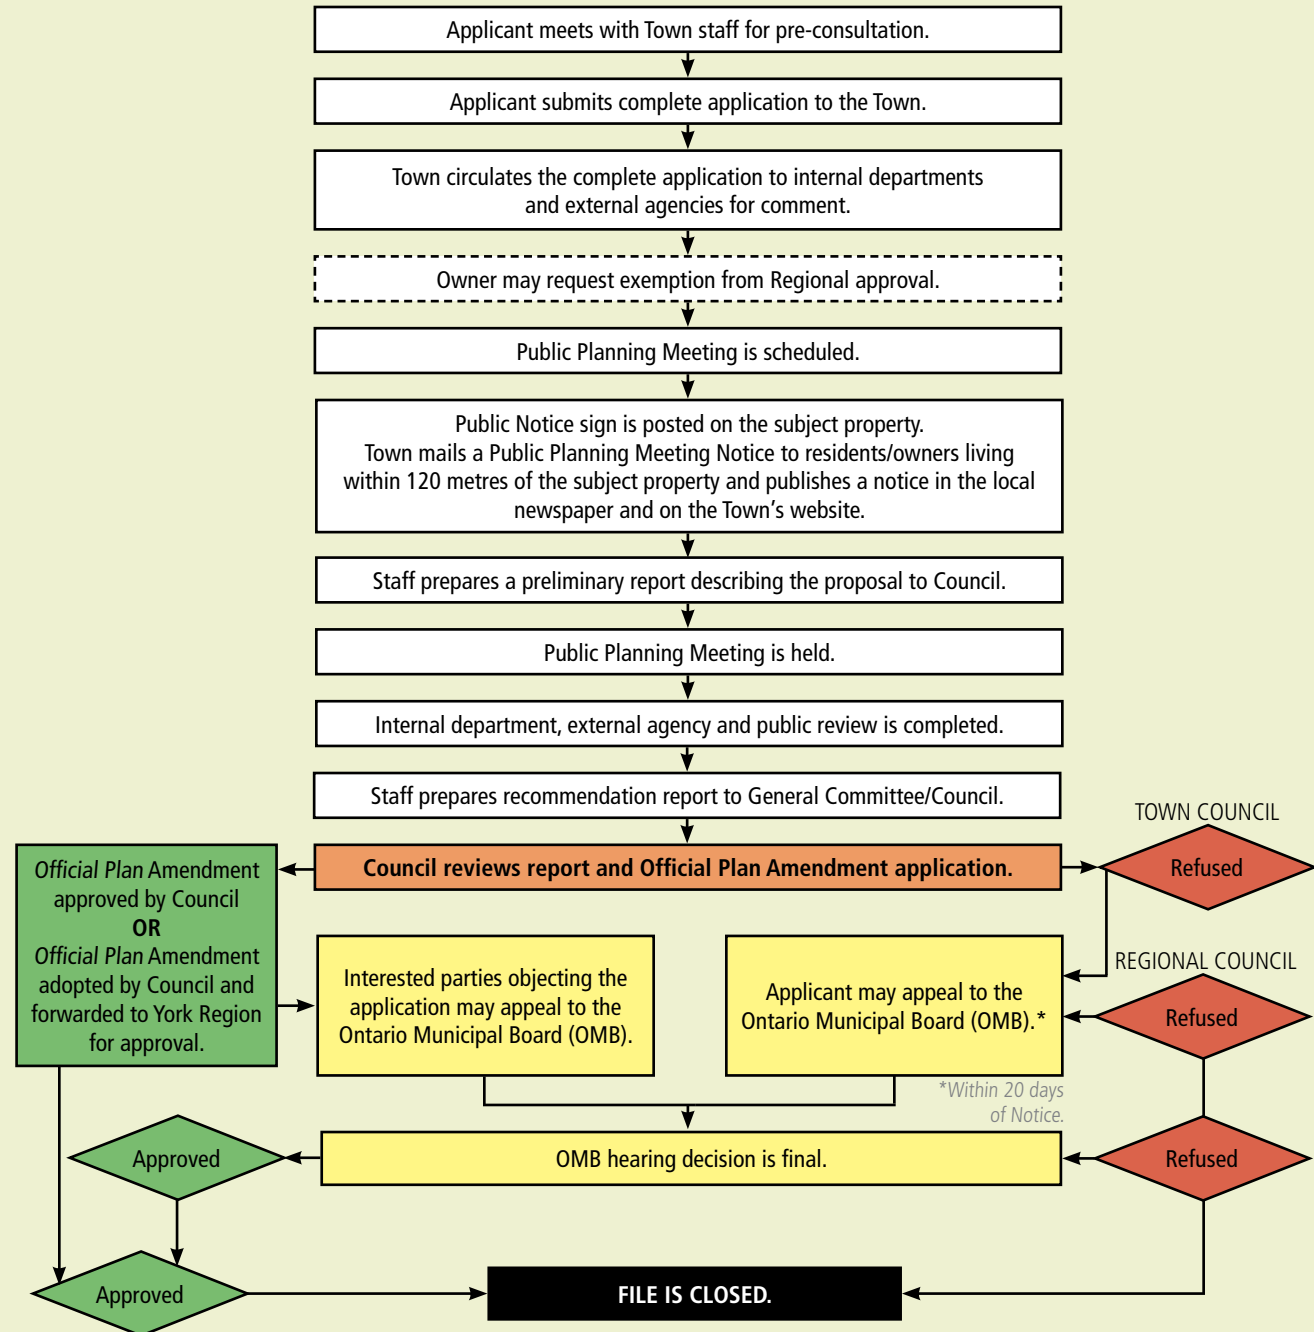 Applicant meets with Town staff for pre-consultation.
Applicant submits complete application to the Town.
Town circulates the complete application to internal departments
and external agencies for comment.
Owner may request exemption from Regional approval.
Public Planning Meeting is scheduled.
Public Notice sign is posted on the subject property.
Town mails a Public Planning Meeting Notice to residents/owners living
within 120 metres of the subject property and publishes a notice in the local
newspaper and on the Town’s website.
Staff prepares a preliminary report describing the proposal to Council.
Public Planning Meeting is held.
Internal department, external agency and public review is completed.
Staff prepares recommendation report to General Committee/Council.
Council reviews report and Official Plan Amendment application.
TOWN COUNCIL
Refused
Official Plan Amendment
approved by Council
OR
Official Plan Amendment
adopted by Council and
forwarded to York Region
for approval.
Interested parties objecting the
application may appeal to the
Ontario Municipal Board (OMB).
Applicant may appeal to the
Ontario Municipal Board (OMB).*
*Within 20 days
of Notice.
REGIONAL COUNCIL
Refused
Approved
OMB hearing decision is final.
Refused
Approved
FILE IS CLOSED.